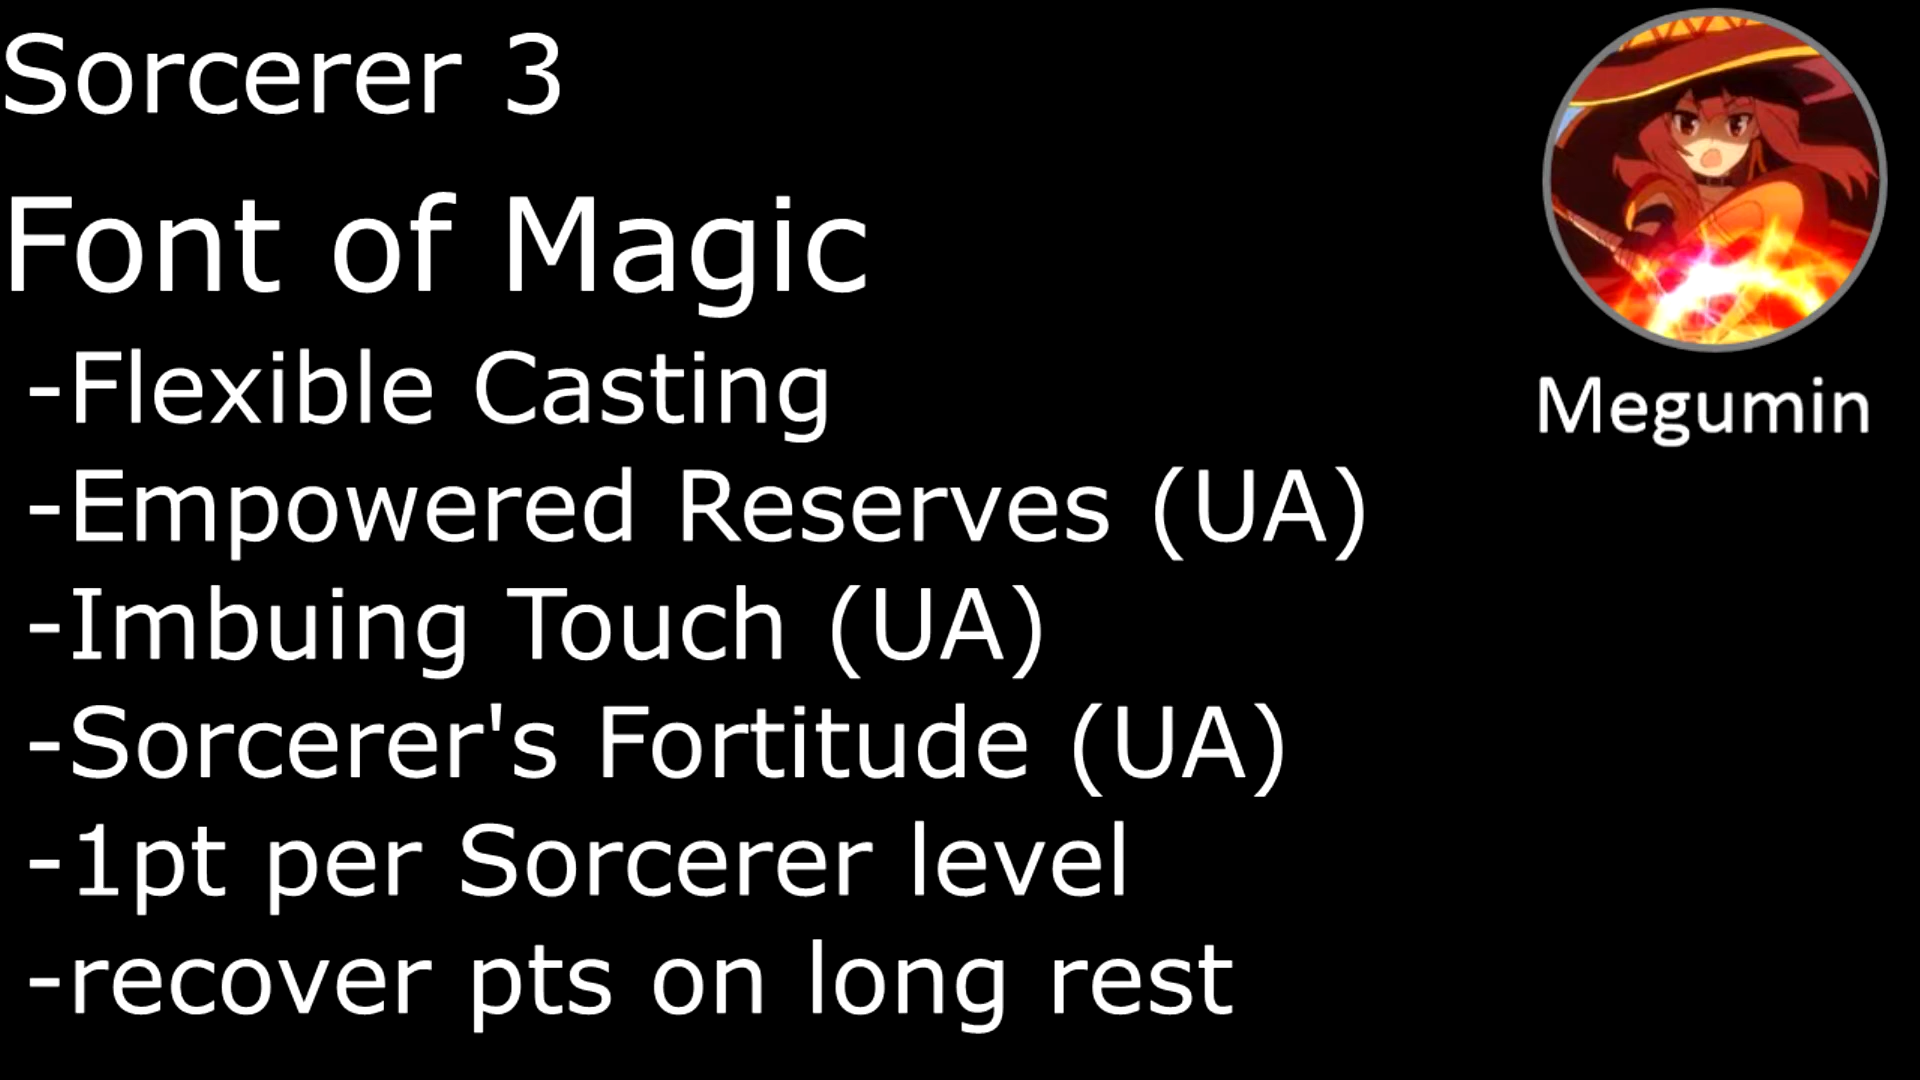 Sorcerer 3
Font of Magic
-Flexible Casting
-Empowered Reserves (UA)
-Imbuing Touch (UA)
-Sorcerer's Fortitude (UA)
-1pt per Sorcerer level
-recover pts on long rest
Megumin